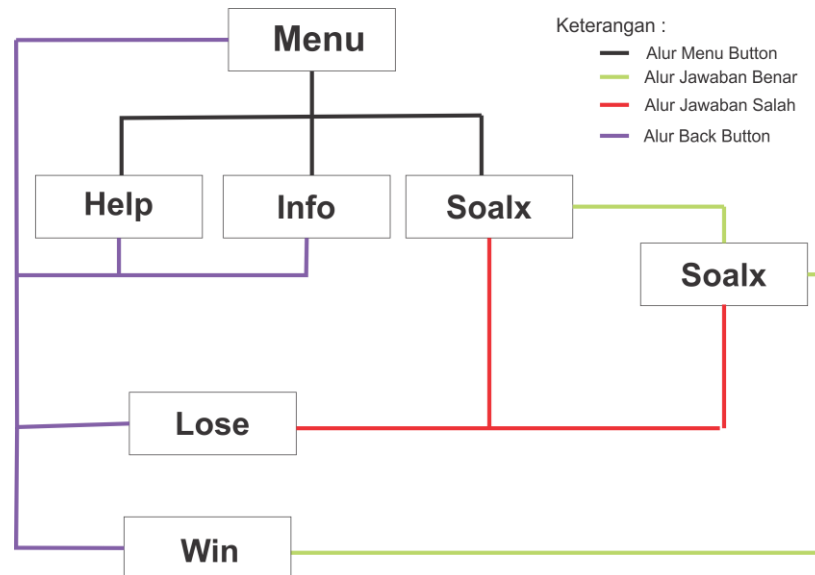 Menu
Keterangan :
Alur Menu Button
Alur Jawaban Benar
Alur Jawaban Salah
Alur Back Button
Help
Info
Soalx
Soalx
Lose
Win